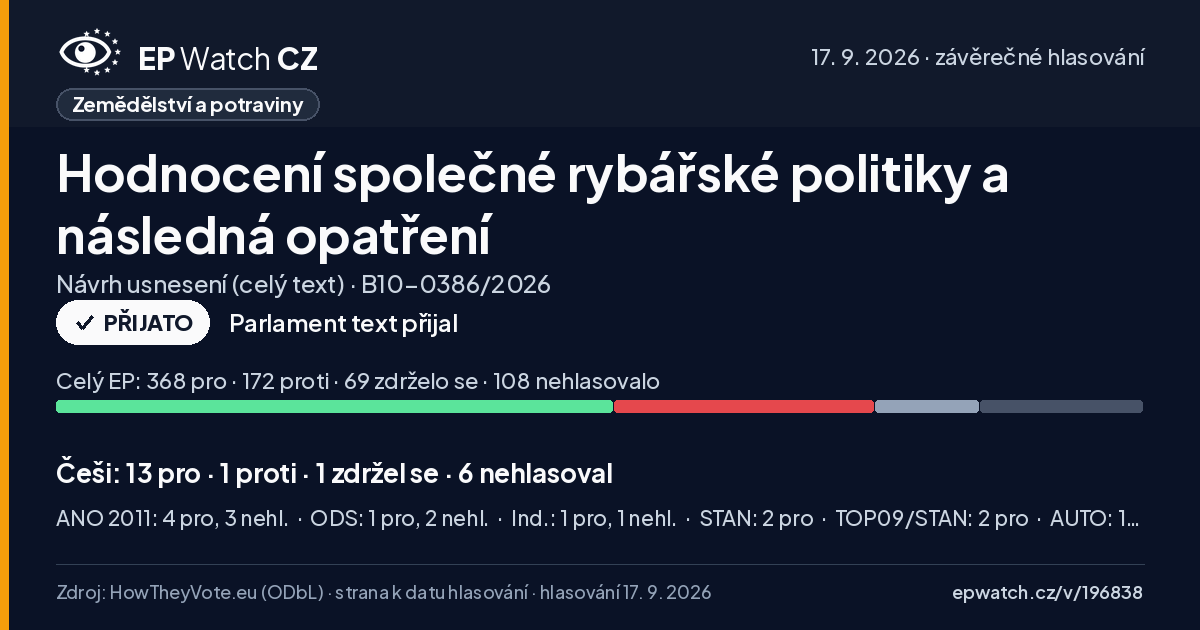 EP Watch CZ
17. 9. 2026 · závěrečné hlasování
Zemědělství a potraviny
Hodnocení společné rybářské politiky a
následná opatření
Návrh usnesení (celý text) · B10-0386/2026
✓ PŘIJATO
Parlament text přijal
Celý EP: 368 pro · 172 proti · 69 zdrželo se · 108 nehlasovalo
Češi: 13 pro · 1 proti · 1 zdržel se · 6 nehlasoval
ANO 2011: 4 pro, 3 nehl. · ODS: 1 pro, 2 nehl. · Ind.: 1 pro, 1 nehl. · STAN: 2 pro · TOP09/STAN: 2 pro · AUTO: 1…
Zdroj: HowTheyVote.eu (ODbL) · strana k datu hlasování · hlasování 17. 9. 2026
epwatch.cz/v/196838